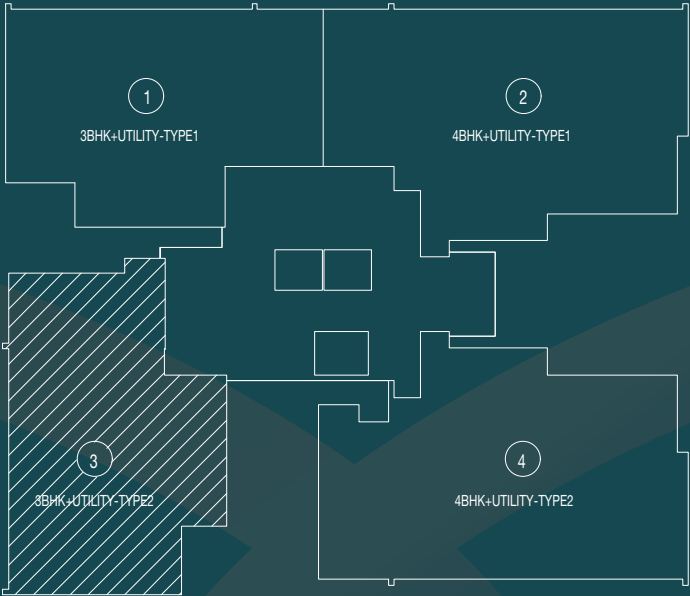 1
3BHK+UTILITY-TYPE1
2
4BHK+UTILITY-TYPE1
3
3BHK+UTILITY-TYPE2
4
4BHK+UTILITY-TYPE2